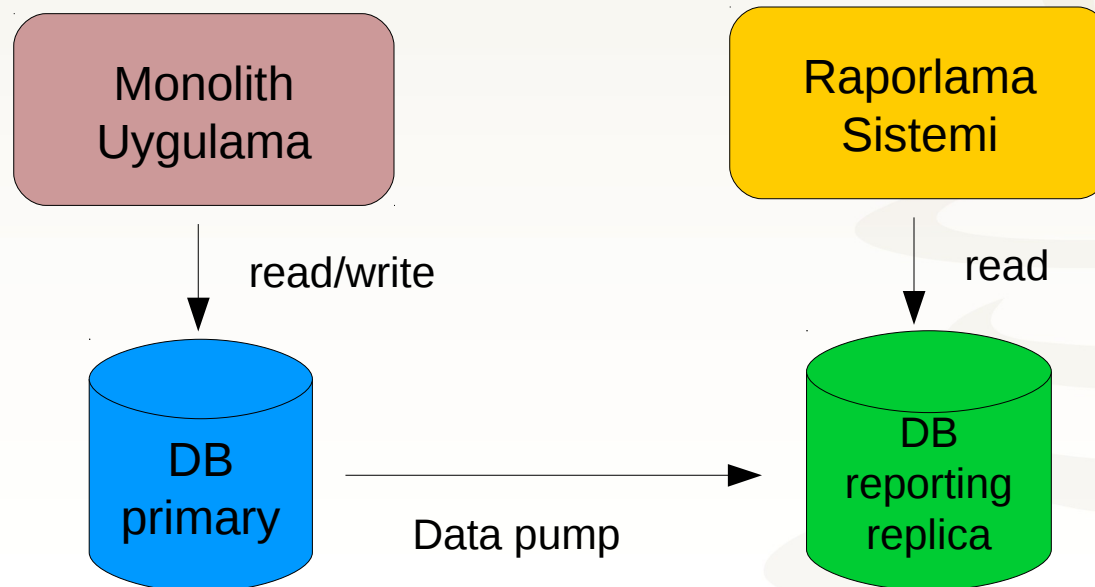 Monolith
Uygulama
Raporlama
Sistemi
read/write
read
DB
primary
Data pump
DB
reporting
replica